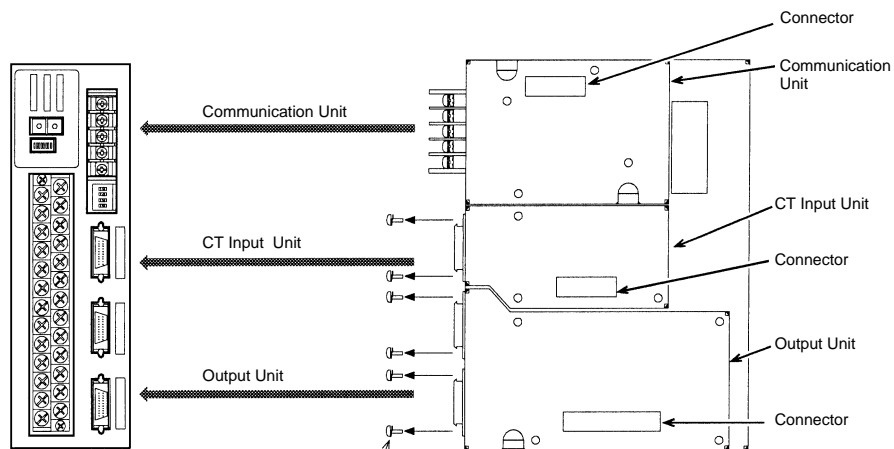 Connector
Communication
Unit
Communication Unit
CT Input Unit
CT Input Unit
Connector
Output Unit
Output Unit
Connector